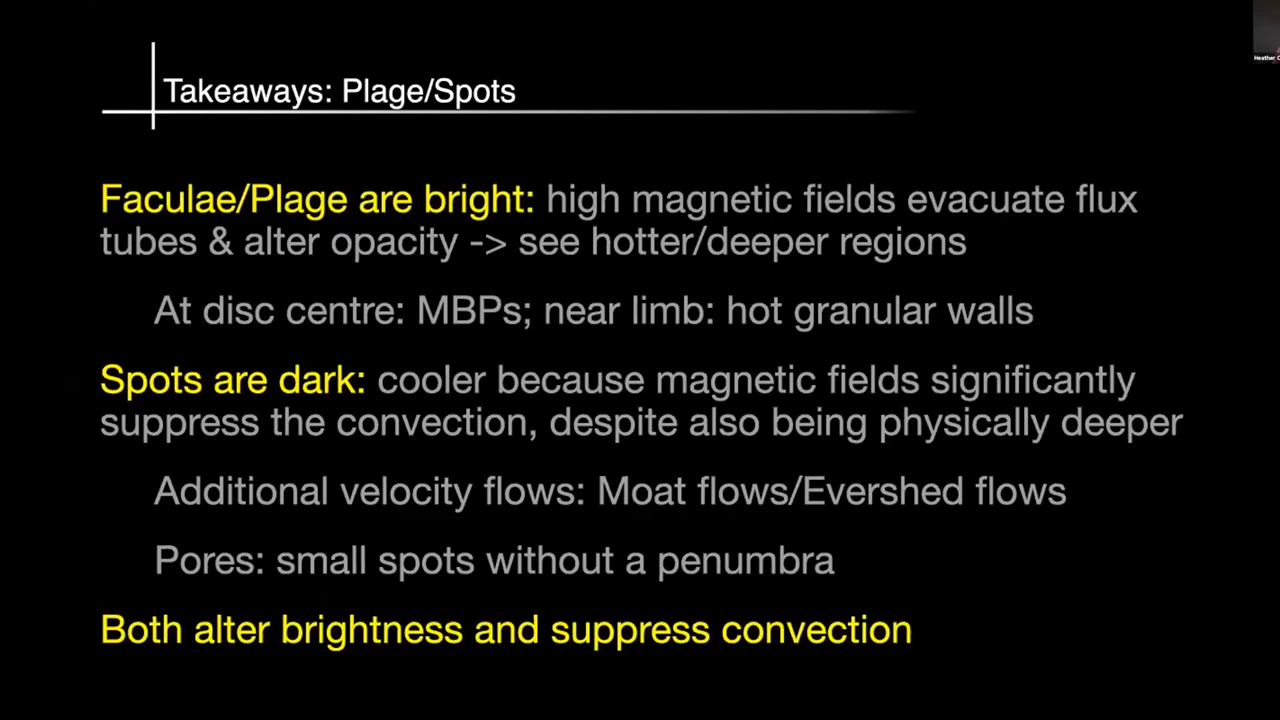 Heather
Takeaways: Plage/Spots
Faculae/Plage are bright: high magnetic fields evacuate flux
tubes & alter opacity -> see hotter/deeper regions
At disc centre: MBPs; near limb: hot granular walls
Spots are dark: cooler because magnetic fields significantly
suppress the convection, despite also being physically deeper
Additional velocity flows: Moat flows/Evershed flows
Pores: small spots without a penumbra
Both alter brightness and suppress convection